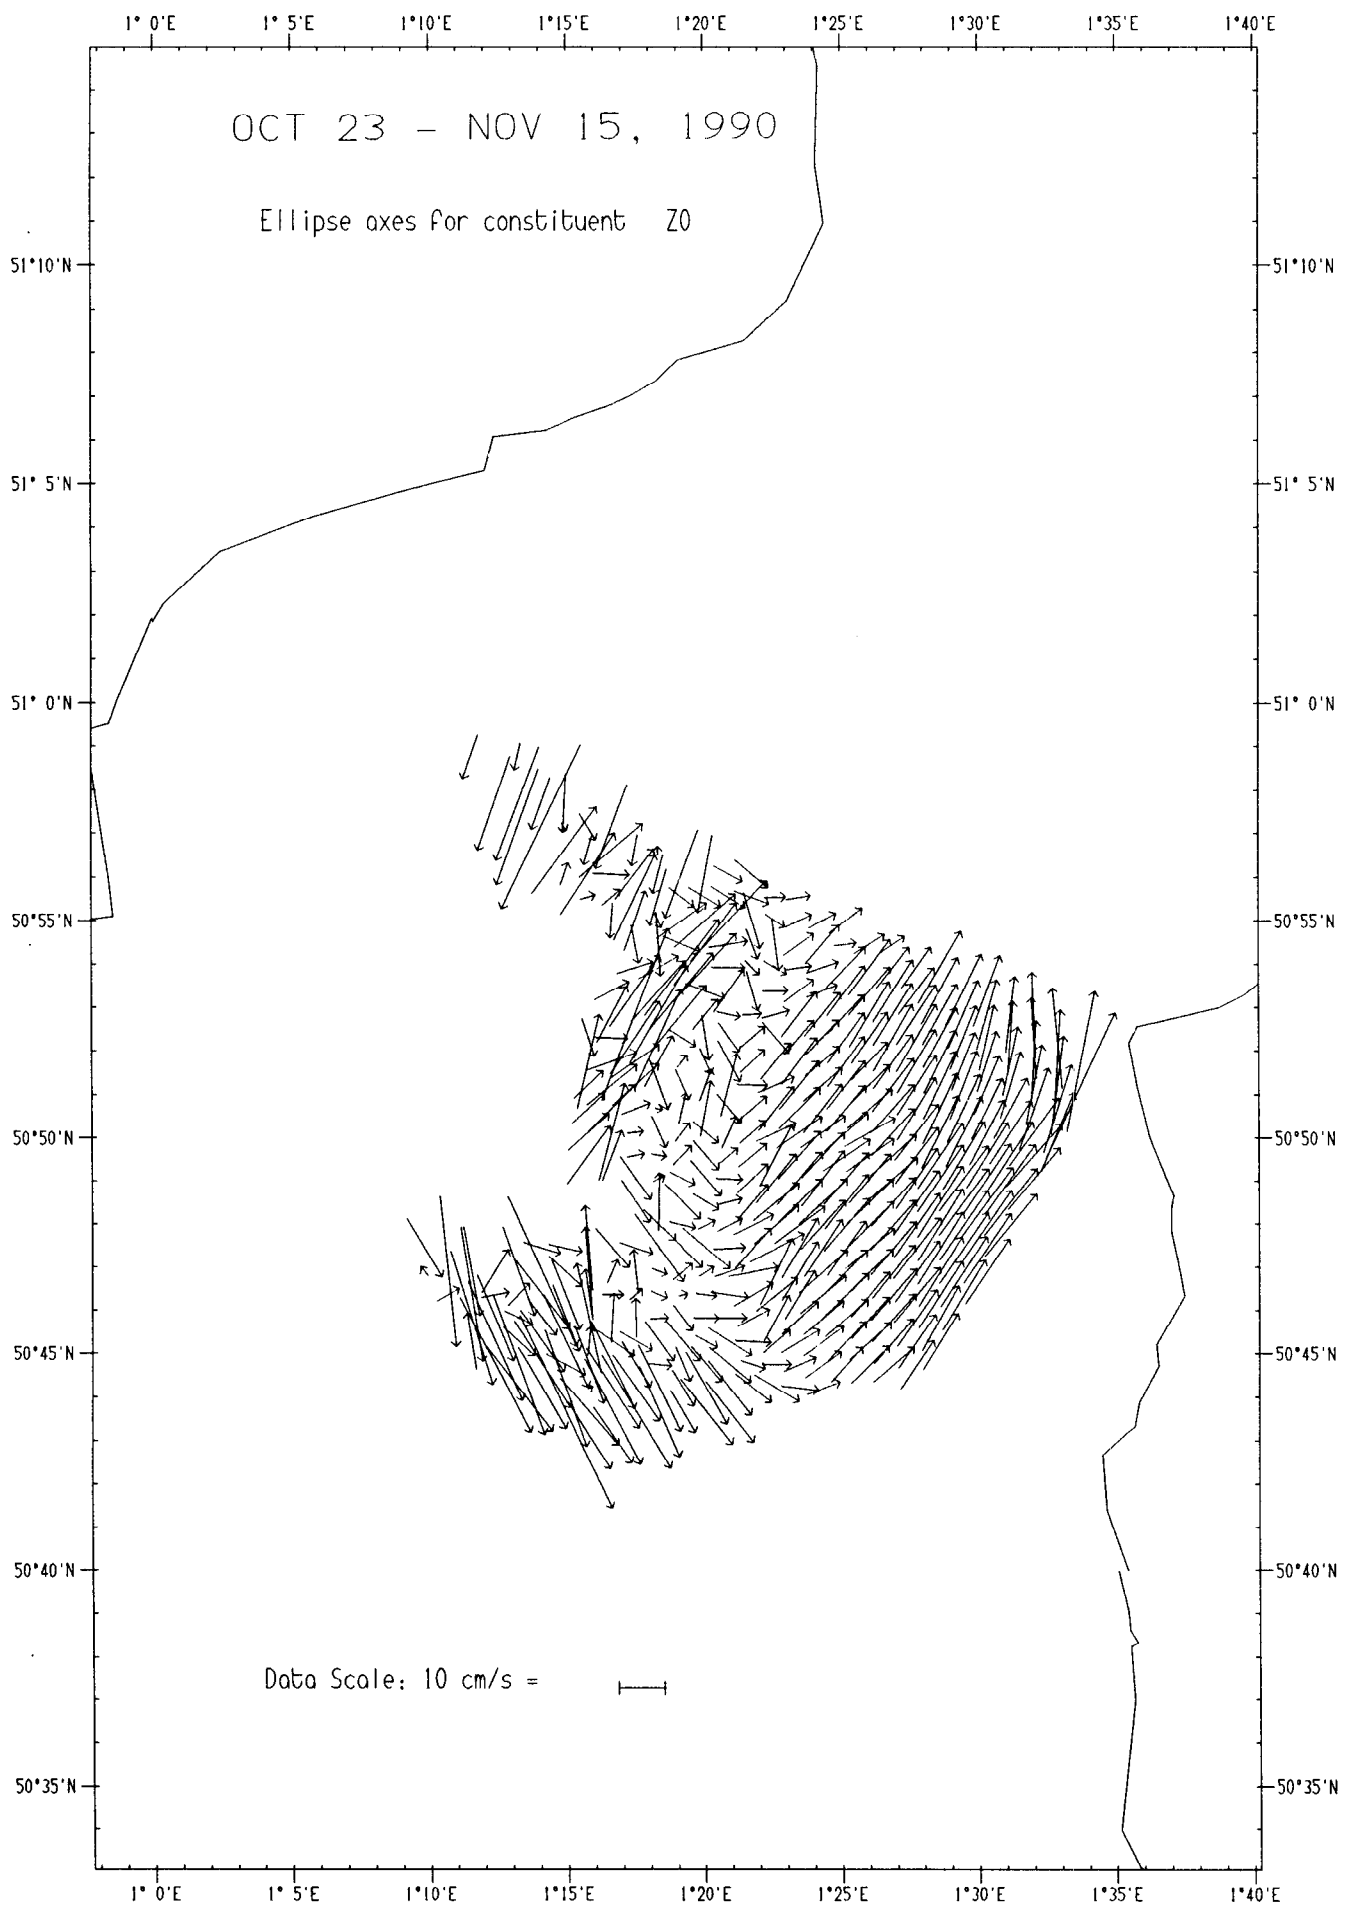 1° 0'E 1° 5'E 1°10'E 1°15'E 1°20'E 1°25'E 1°30'E 1°35'E 1°40'E
OCT 23 – NOV 15, 1990
Ellipse axes for constituent Z0
51°10'N 51°10'N
51° 5'N 51° 5'N
51° 0'N 51° 0'N
50°55'N 50°55'N
50°50'N 50°50'N
50°45'N 50°45'N
50°40'N 50°40'N
Data Scale: 10 cm/s =
50°35'N 50°35'N
1° 0'E 1° 5'E 1°10'E 1°15'E 1°20'E 1°25'E 1°30'E 1°35'E 1°40'E